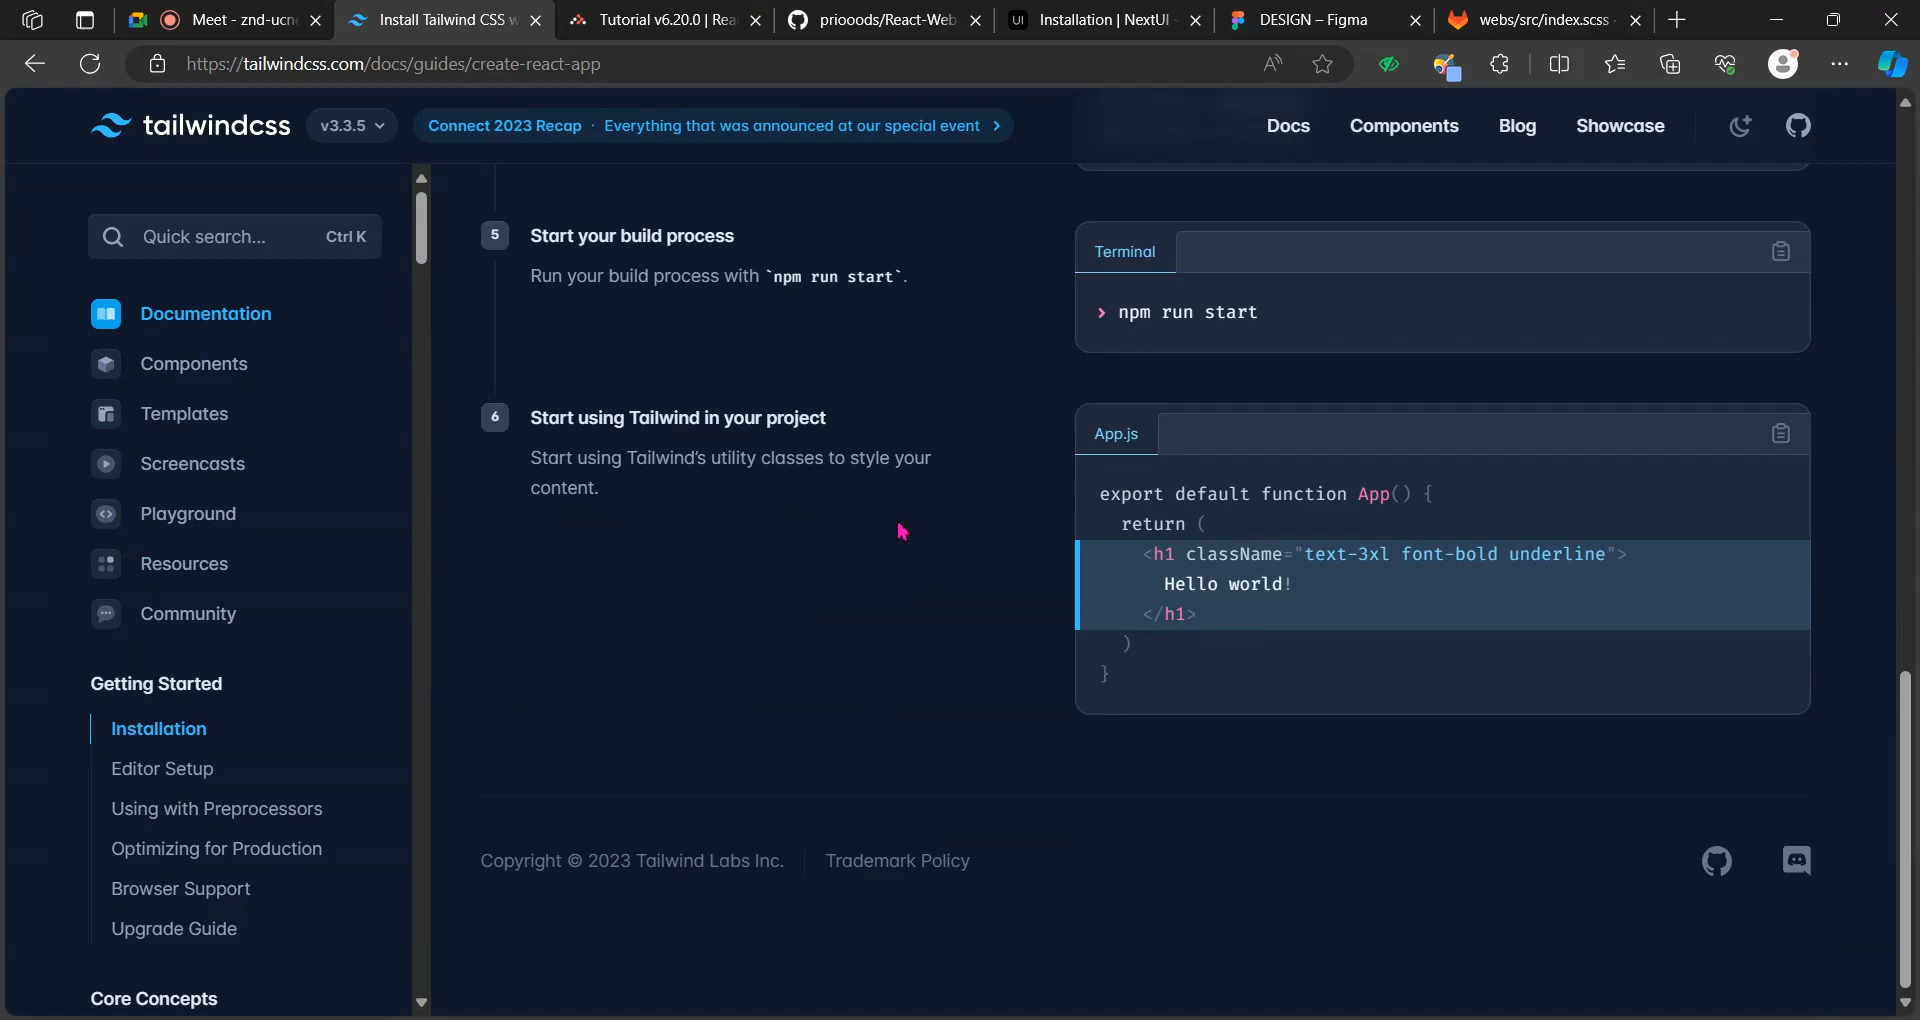 Meet - znd-ucn
Install Tailwind CSS w
Tutorial v6.20.0 | Rea
priooods/React-Web
Installation | NextUI -
DESIGN – Figma
webs/src/index.scss ·
https://tailwindcss.com/docs/guides/create-react-app
tailwindcss
v3.3.5
Connect 2023 Recap · Everything that was announced at our special event
Docs
Components
Blog
Showcase
Quick search...
Ctrl K
Documentation
Components
Templates
Screencasts
Playground
Resources
Community
Getting Started
Installation
Editor Setup
Using with Preprocessors
Optimizing for Production
Browser Support
Upgrade Guide
Core Concepts
5
Start your build process
Run your build process with `npm run start`.
Terminal
› npm run start
6
Start using Tailwind in your project
Start using Tailwind’s utility classes to style your
content.
App.js
export default function App() {
return (
<h1 className="text-3xl font-bold underline">
Hello world!
</h1>
)
}
Copyright © 2023 Tailwind Labs Inc.
Trademark Policy